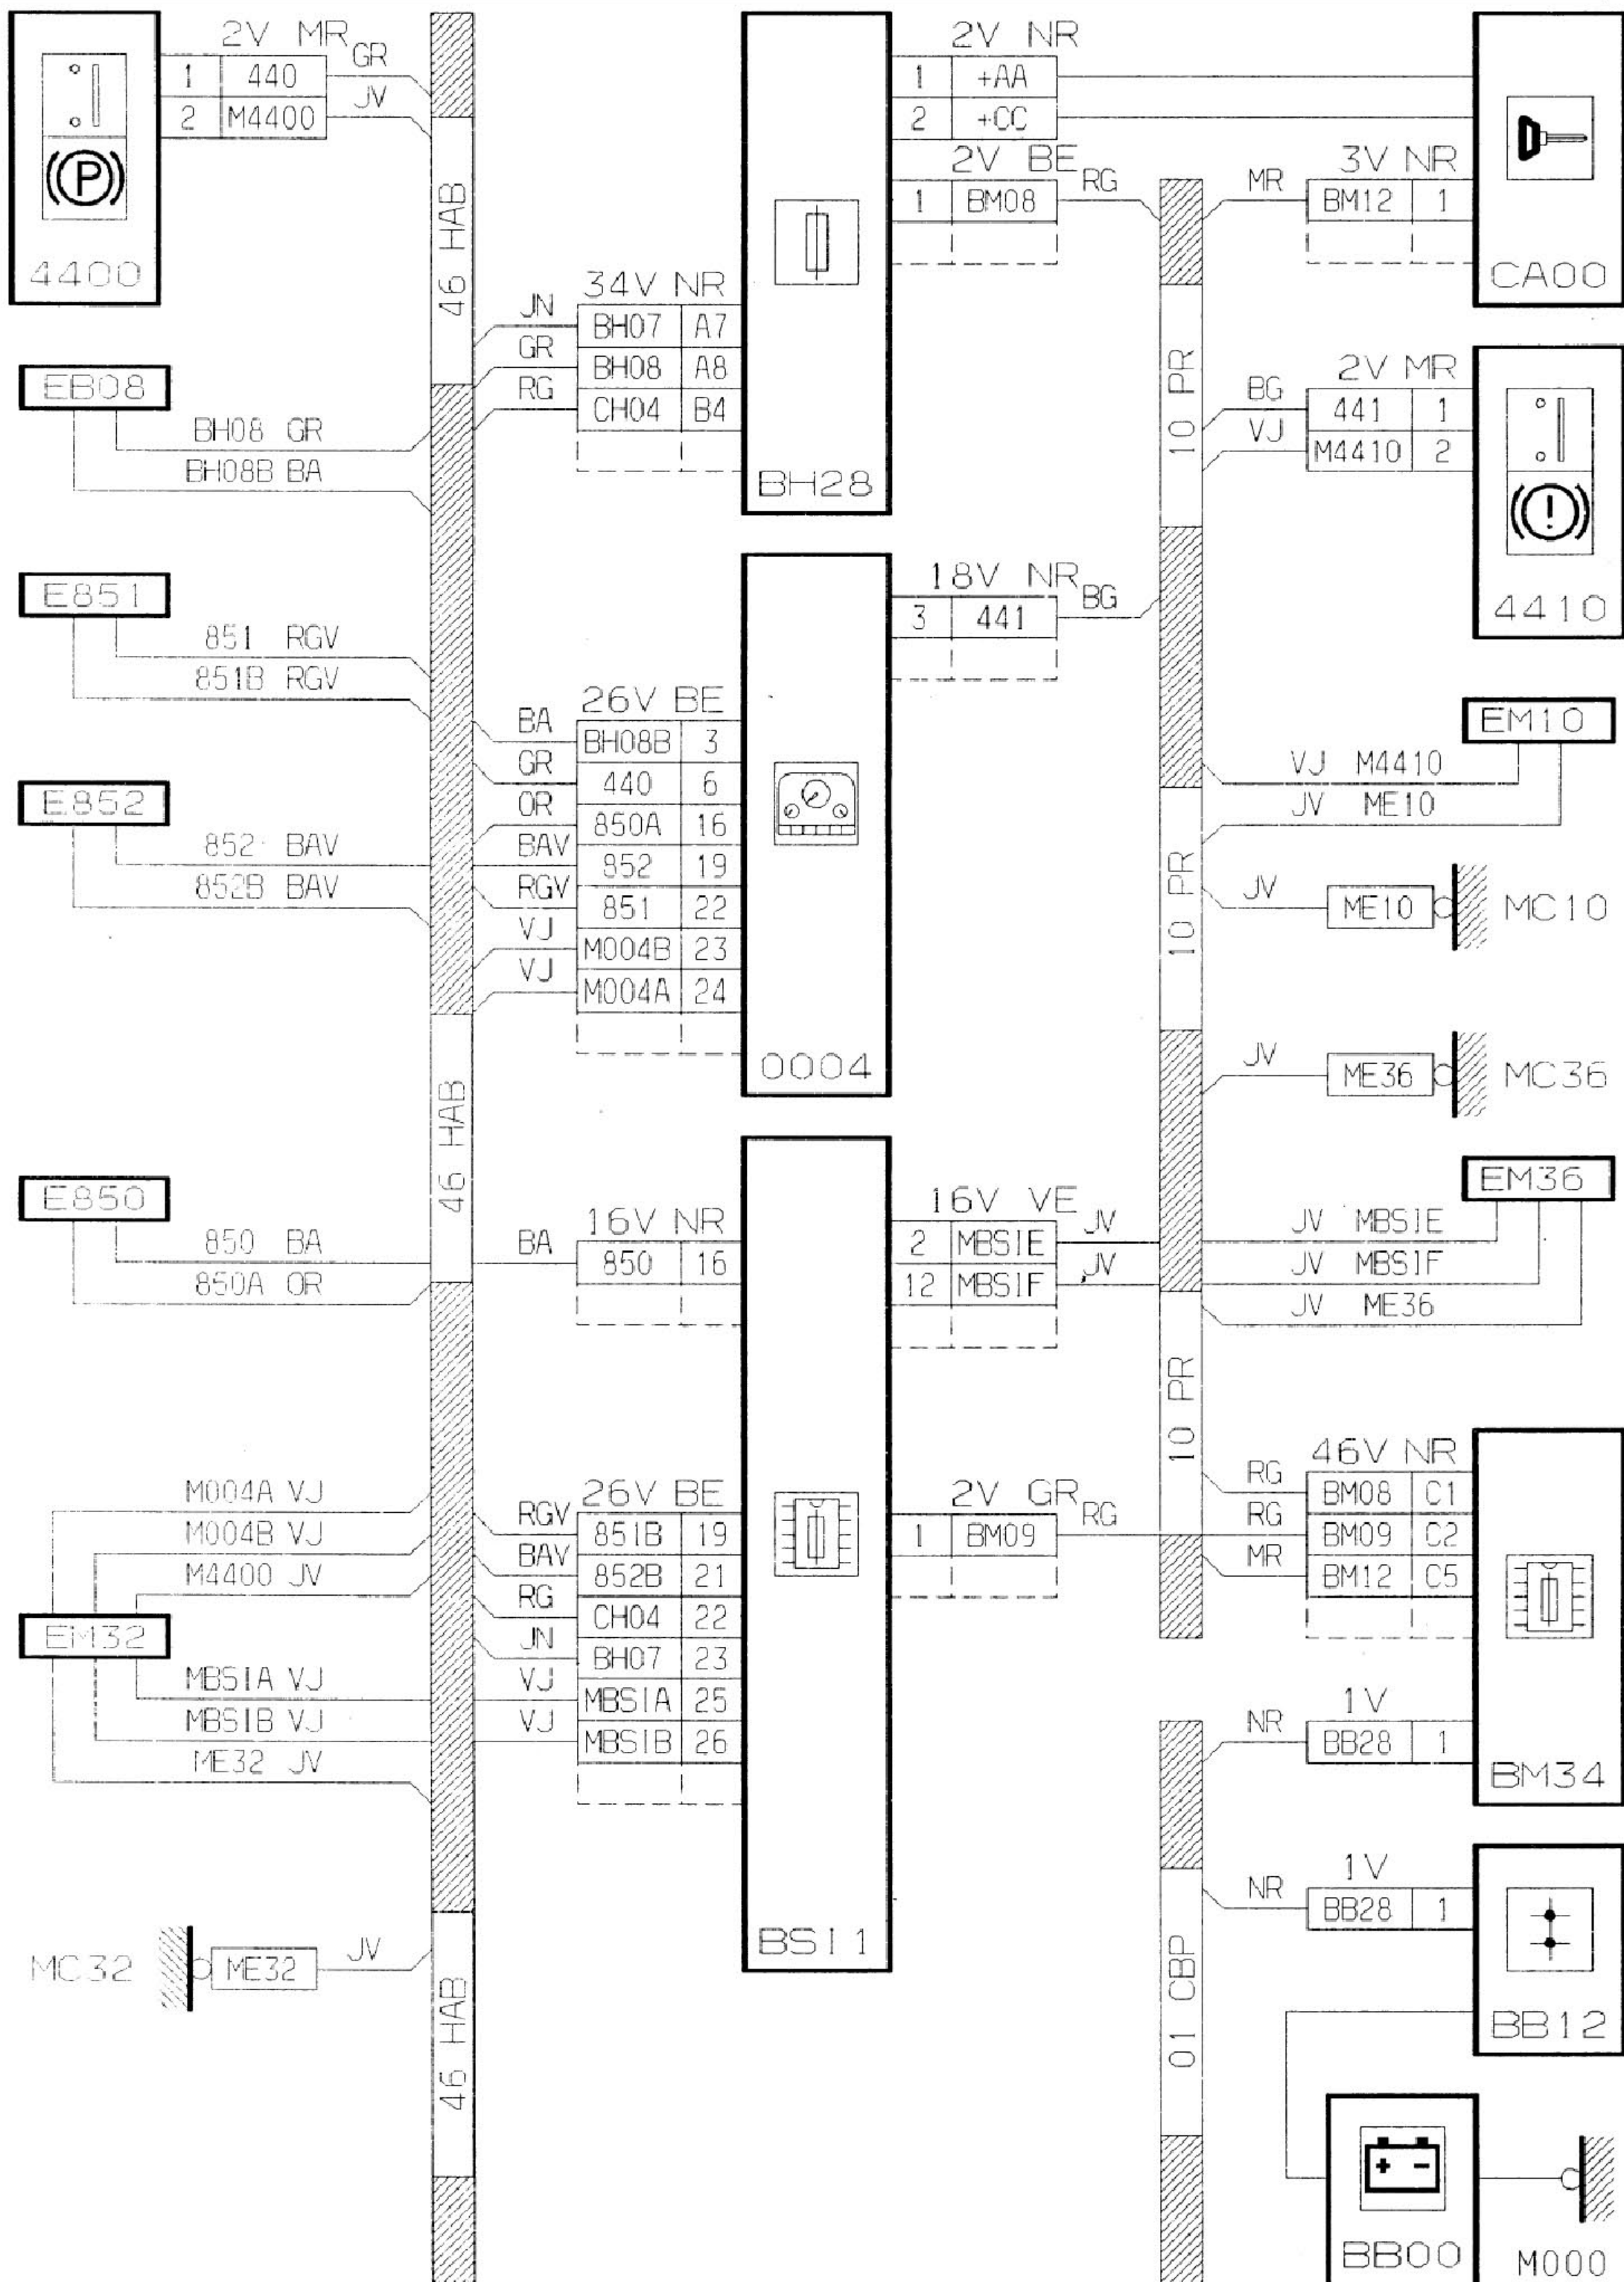 2V MR
1 440 GR
2 M4400 JV
P
4400
46 HAB
EB08
BH08 GR
BH08B BA
E851
851 RGV
851B RGV
E852
852 BAV
852B BAV
46 HAB
E850
850 BA
850A OR
M004A VJ
M004B VJ
M4400 JV
EM32
MBSIA VJ
MBSIB VJ
ME32 JV
MC32 ME32 JV
46 HAB
34V NR
JN BH07 A7
GR BH08 A8
RG CH04 B4
2V NR
1 +AA
2 +CC
2V BE
1 BM08 RG
BH28
18V NR
3 441 BG
26V BE
BA BH08B 3
GR 440 6
OR 850A 16
BAV 852 19
RGV 851 22
VJ M004B 23
VJ M004A 24
0004
16V NR
BA 850 16
16V VE
2 MBSIE JV
12 MBSIF JV
26V BE
RGV 851B 19
BAV 852B 21
RG CH04 22
JN BH07 23
VJ MBSIA 25
VJ MBSIB 26
2V GR
1 BM09 RG
BSI1
10 PR
10 PR
10 PR
01 CBP
3V NR
MR BM12 1
CA00
2V MR
BG 441 1
VJ M4410 2
!
4410
EM10
VJ M4410
JV ME10
JV ME10 MC10
JV ME36 MC36
EM36
JV MBSIE
JV MBSIF
JV ME36
46V NR
RG BM08 C1
RG BM09 C2
MR BM12 C5
1V
NR BB28 1
BM34
1V
NR BB28 1
BB12
+ -
BB00
M000